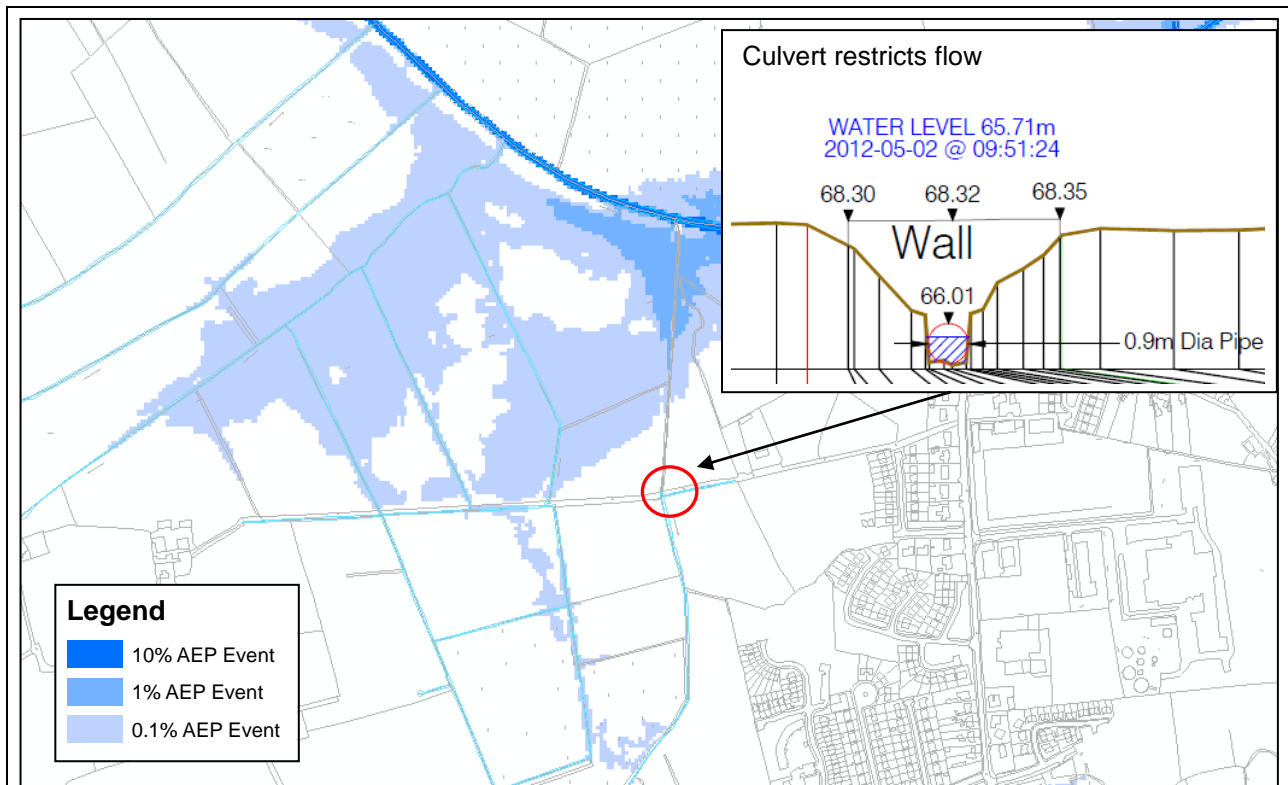 Culvert restricts flow
WATER LEVEL 65.71m
2012-05-02 @ 09:51:24
68.30 68.32 68.35
Wall
66.01
0.9m Dia Pipe
Legend
10% AEP Event
1% AEP Event
0.1% AEP Event